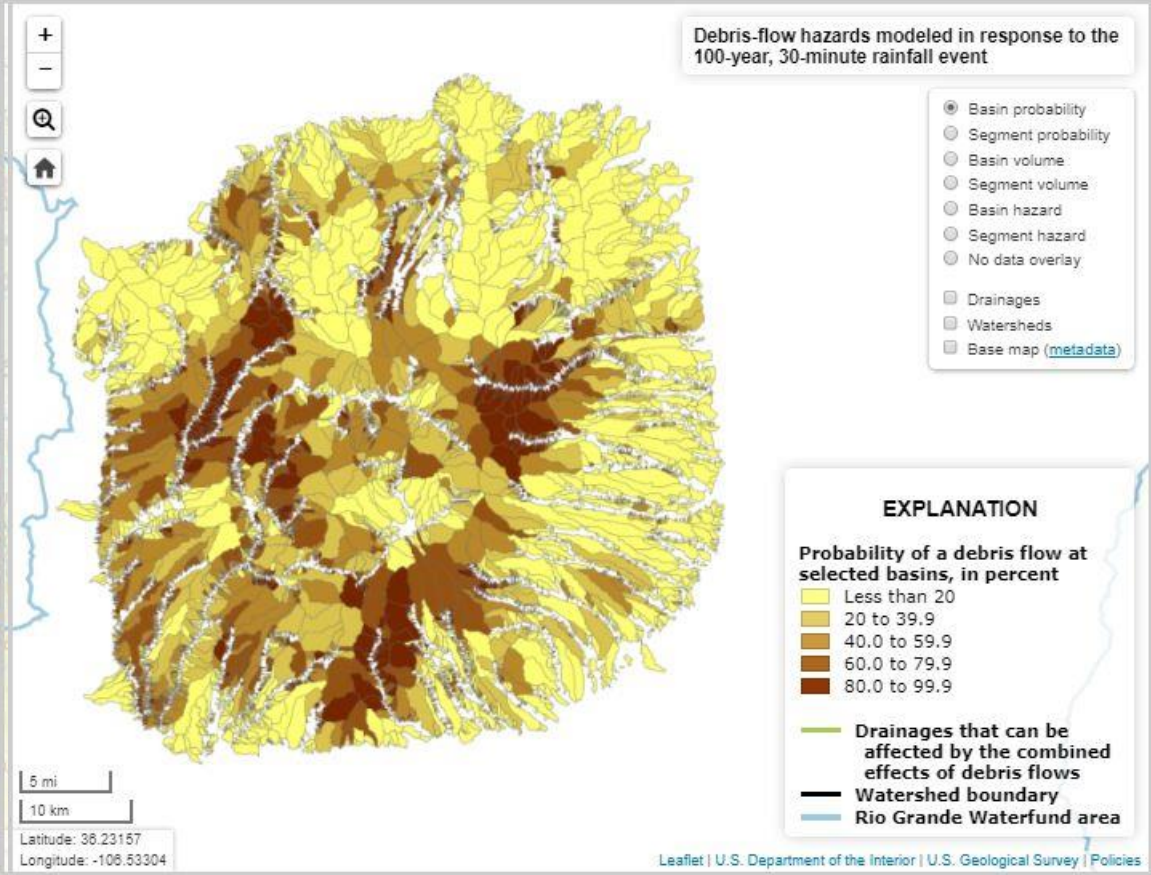 +
−
Debris-flow hazards modeled in response to the
100-year, 30-minute rainfall event
Basin probability
Segment probability
Basin volume
Segment volume
Basin hazard
Segment hazard
No data overlay
Drainages
Watersheds
Base map (metadata)
EXPLANATION
Probability of a debris flow at
selected basins, in percent
Less than 20
20 to 39.9
40.0 to 59.9
60.0 to 79.9
80.0 to 99.9
Drainages that can be
affected by the combined
effects of debris flows
Watershed boundary
Rio Grande Waterfund area
5 mi
10 km
Latitude: 36.23157
Longitude: -106.53304
Leaflet | U.S. Department of the Interior | U.S. Geological Survey | Policies